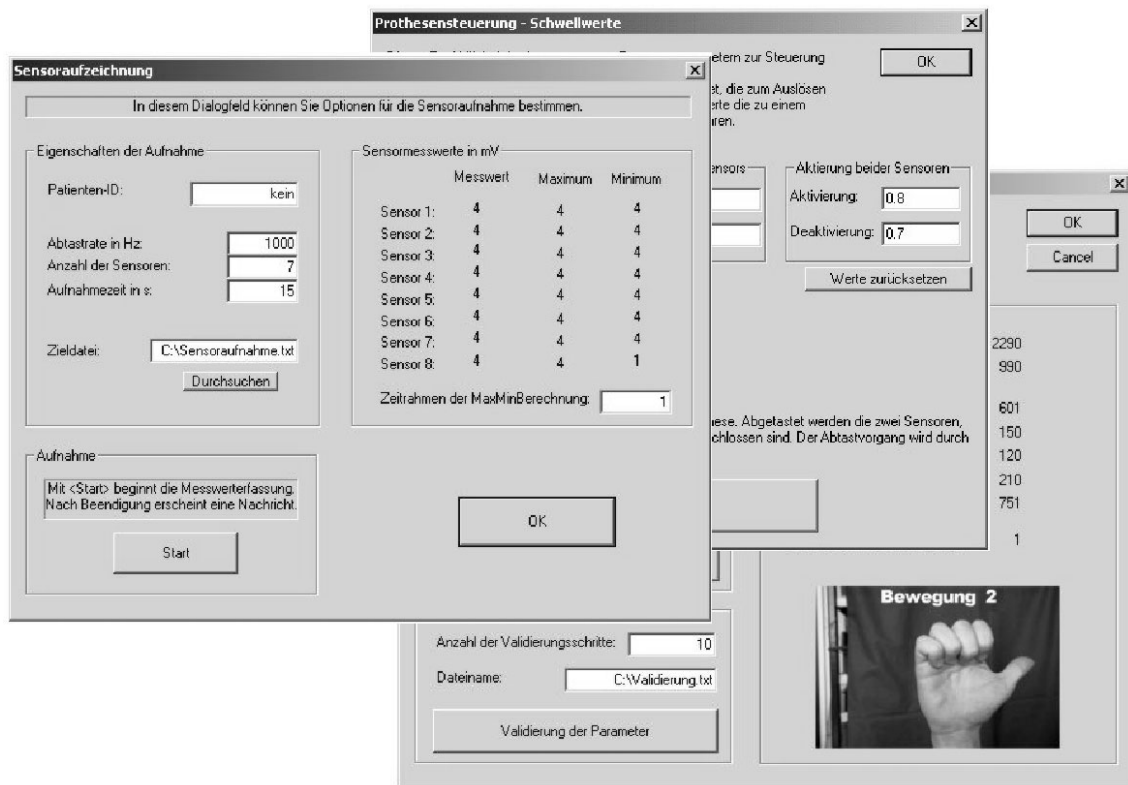 Prothesensteuerung - Schwellwerte
etern zur Steuerung
OK
st, die zum Auslösen
erte die zu einem
Aktierung beider Sensoren
Aktivierung: 0.8
Deaktivierung: 0.7
Werte zurücksetzen
nese. Abgetastet werden die zwei Sensoren,
chlossen sind. Der Abtastvorgang wird durch
Sensoraufzeichnung
In diesem Dialogfeld können Sie Optionen für die Sensoraufnahme bestimmen.
Eigenschaften der Aufnahme
Patienten-ID: kein
Abtastrate in Hz: 1000
Anzahl der Sensoren: 7
Aufnahmezeit in s: 15
Zieldatei: C:\Sensoraufnahme.txt
Durchsuchen
Sensormesswerte in mV
Messwert Maximum Minimum
Sensor 1: 4 4 4
Sensor 2: 4 4 4
Sensor 3: 4 4 4
Sensor 4: 4 4 4
Sensor 5: 4 4 4
Sensor 6: 4 4 4
Sensor 7: 4 4 4
Sensor 8: 4 4 1
Zeitrahmen der MaxMinBerechnung: 1
Aufnahme
Mit <Start> beginnt die Messwerterfassung.
Nach Beendigung erscheint eine Nachricht.
Start
OK
OK
Cancel
2290
990
601
150
120
210
751
1
Bewegung 2
Anzahl der Validierungsschritte: 10
Dateiname: C:\Validierung.txt
Validierung der Parameter